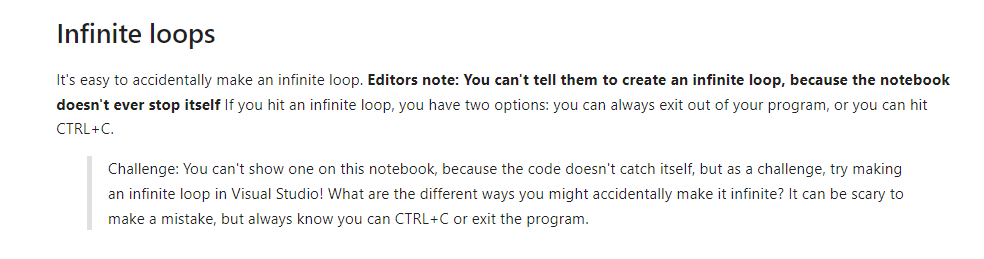 Infinite loops
It's easy to accidentally make an infinite loop. Editors note: You can't tell them to create an infinite loop, because the notebook
doesn't ever stop itself If you hit an infinite loop, you have two options: you can always exit out of your program, or you can hit
CTRL+C.
Challenge: You can't show one on this notebook, because the code doesn't catch itself, but as a challenge, try making
an infinite loop in Visual Studio! What are the different ways you might accidentally make it infinite? It can be scary to
make a mistake, but always know you can CTRL+C or exit the program.